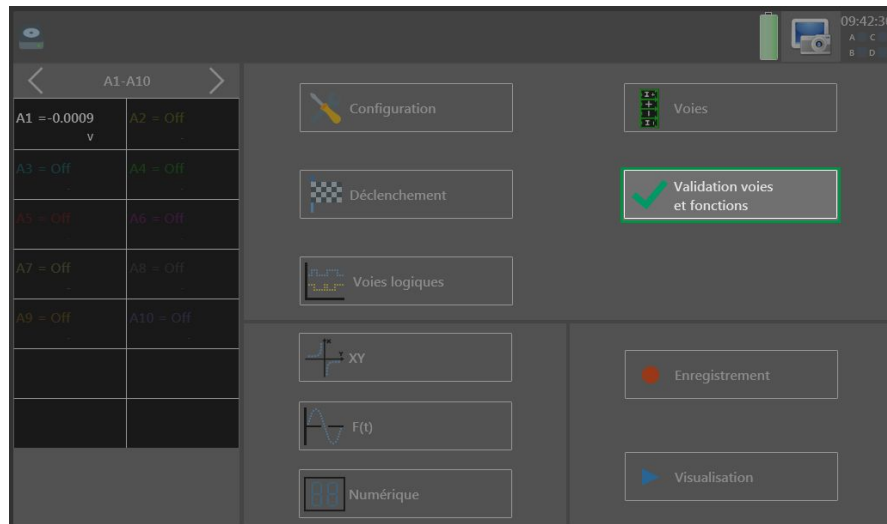 09:42:3
A C
B D
A1-A10
A1 =-0.0009
V
A2 = Off
A3 = Off
A4 = Off
A5 = Off
A6 = Off
A7 = Off
A8 = Off
A9 = Off
A10 = Off
Configuration
Voies
Déclenchement
Validation voies
et fonctions
Voies logiques
XY
F(t)
Numérique
Enregistrement
Visualisation